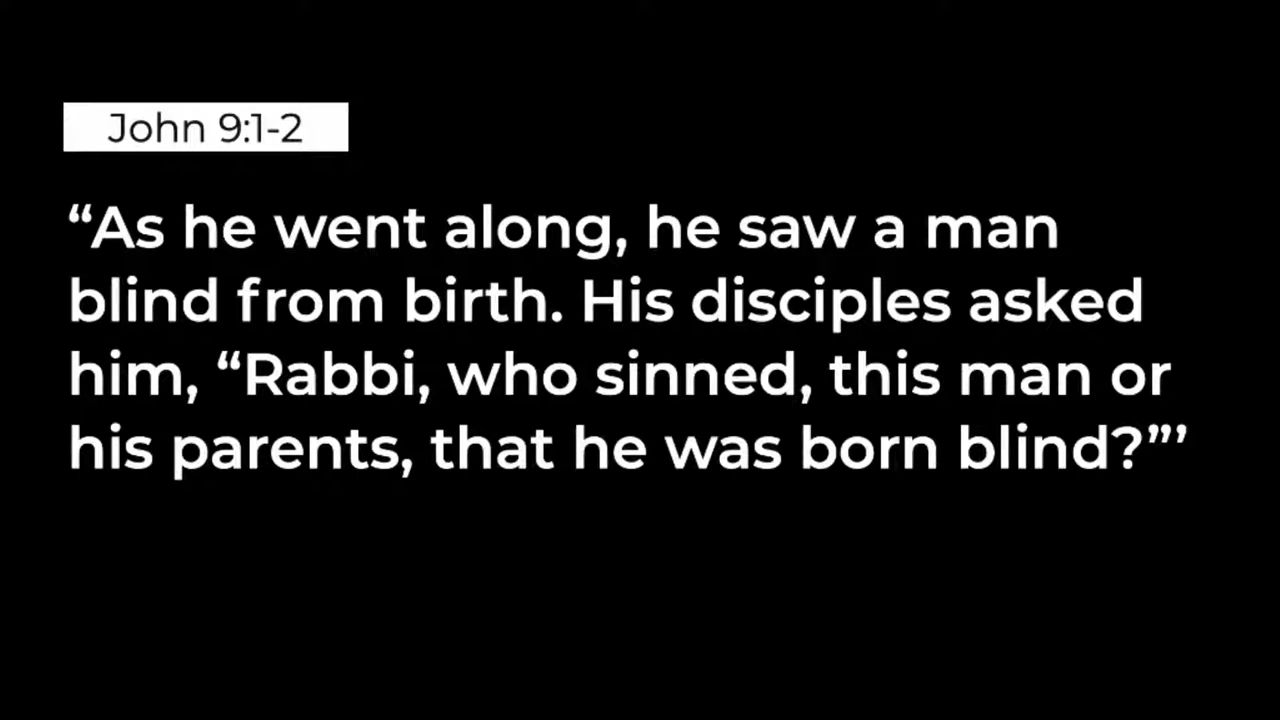 John 9:1-2
“As he went along, he saw a man
blind from birth. His disciples asked
him, “Rabbi, who sinned, this man or
his parents, that he was born blind?”’